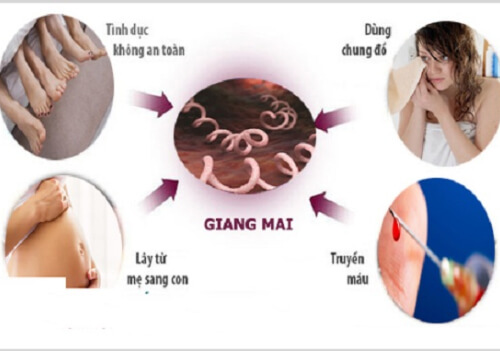 Tình dục
không an toàn
Dùng
chung đồ
GIANG MAI
Lây từ
mẹ sang con
Truyền
máu